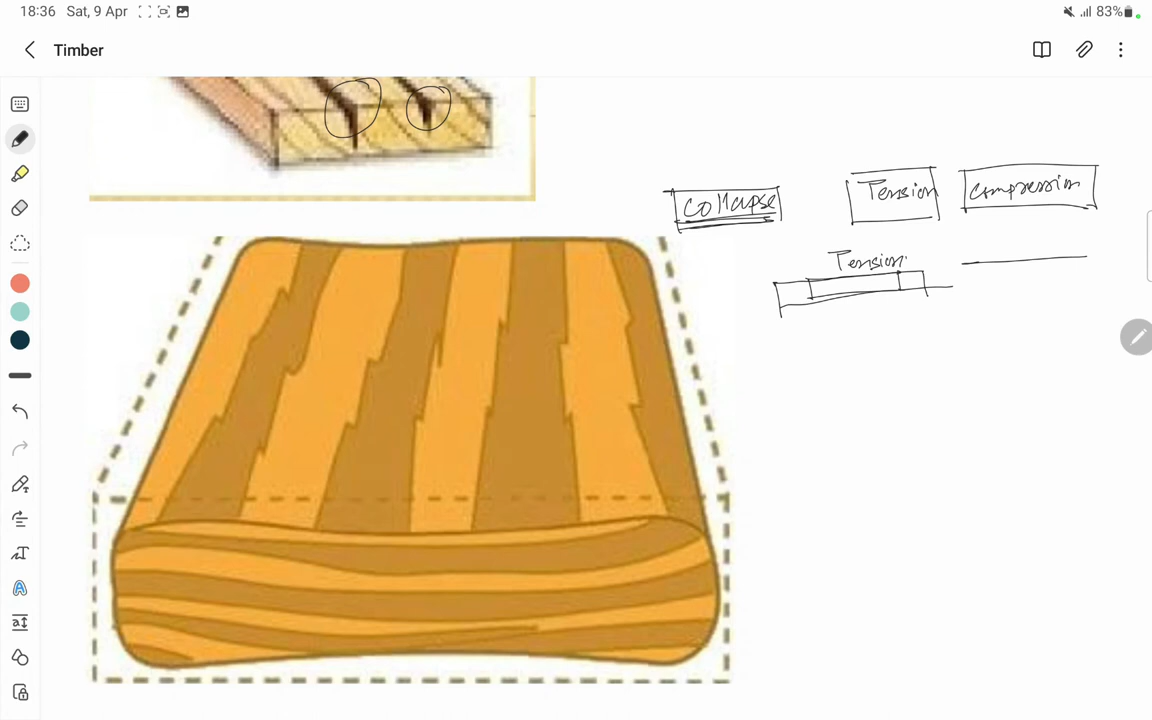 18:36 Sat, 9 Apr 83%
Timber
Collapse
Tension
Compression
Tension